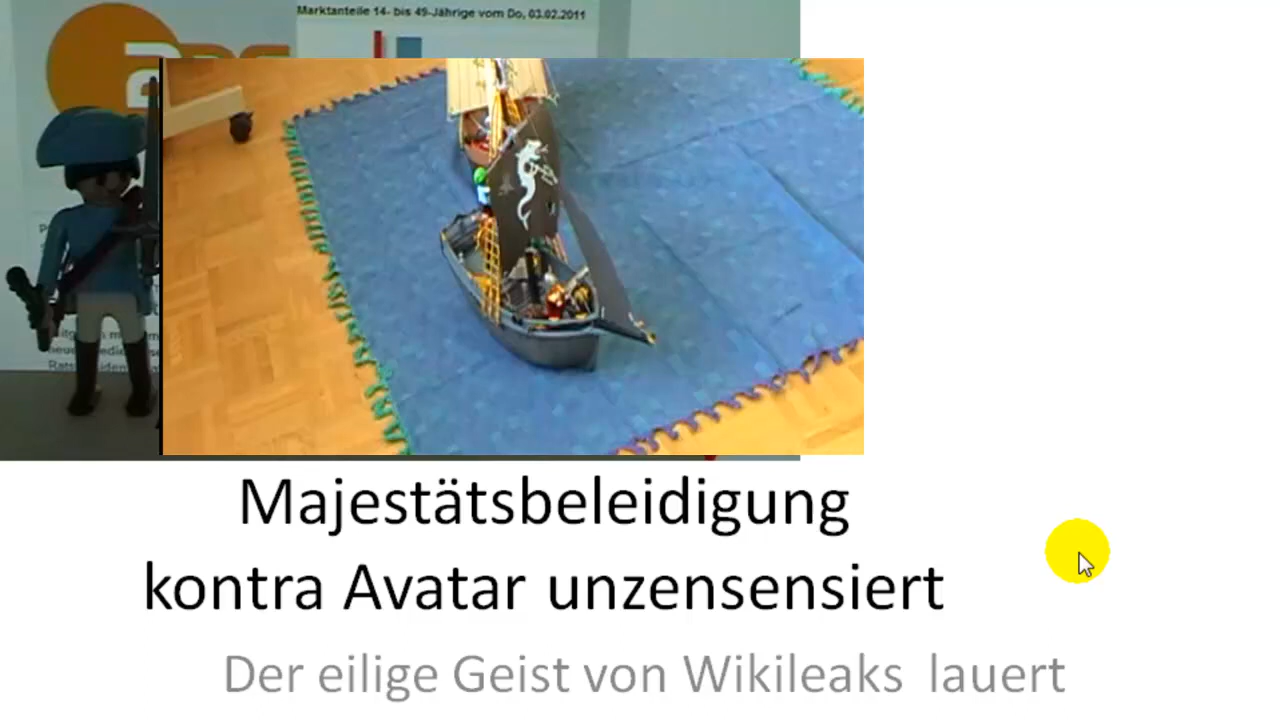 Marktanteile 14- bis 49-Jährige vom Do, 03.02.2011
Majestätsbeleidigung
kontra Avatar unzensensiert
Der eilige Geist von Wikileaks lauert